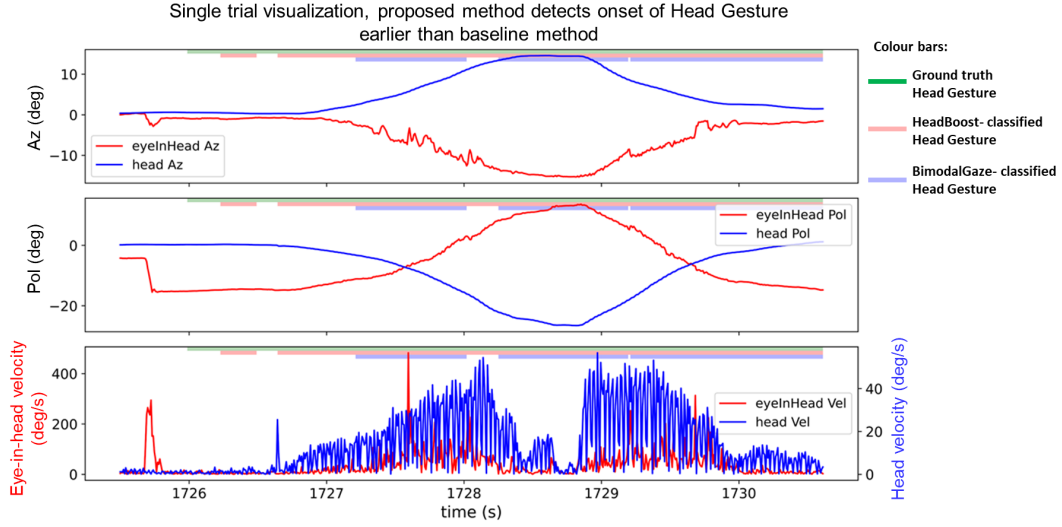 Single trial visualization, proposed method detects onset of Head Gesture
earlier than baseline method
Colour bars:
Ground truth
Head Gesture
HeadBoost- classified
Head Gesture
BimodalGaze- classified
Head Gesture
Az (deg)
10
0
−10
eyeInHead Az
head Az
Pol (deg)
0
−20
eyeInHead Pol
head Pol
Eye-in-head velocity
(deg/s)
400
200
0
eyeInHead Vel
head Vel
40
20
0
Head velocity (deg/s)
1726
1727
1728
1729
1730
time (s)